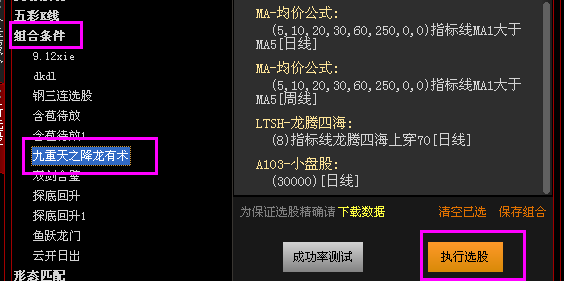 五彩K线
组合条件
9.12xie
dkdl
钢三连选股
含苞待放
含苞待放1
九重天之降龙有术
双剑合璧
探底回升
探底回升1
鱼跃龙门
云开日出
形态匹配
MA-均价公式:
(5,10,20,30,60,250,0,0)指标线MA1大于
MA5[日线]
MA-均价公式:
(5,10,20,30,60,250,0,0)指标线MA1大于
MA5[周线]
LTSH-龙腾四海:
(8)指标线龙腾四海上穿70[日线]
A103-小盘股:
(30000)[日线]
为保证选股精确请 下载数据 清空已选 保存组合
成功率测试 执行选股